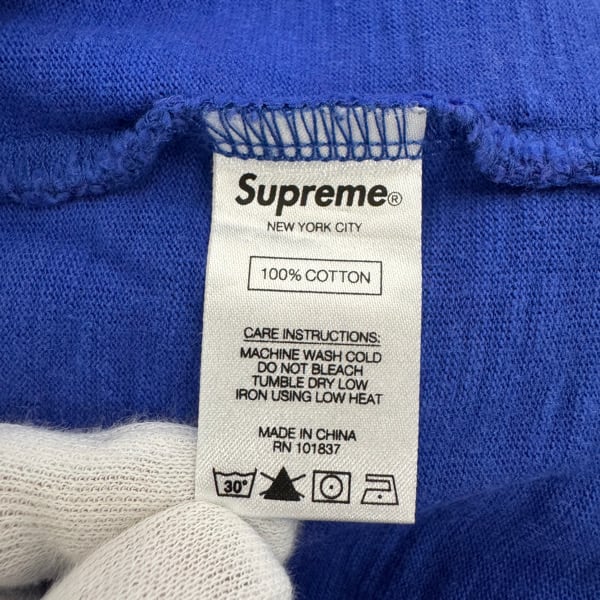 Supreme®
NEW YORK CITY
100% COTTON
CARE INSTRUCTIONS:
MACHINE WASH COLD
DO NOT BLEACH
TUMBLE DRY LOW
IRON USING LOW HEAT
MADE IN CHINA
RN 101837
30°